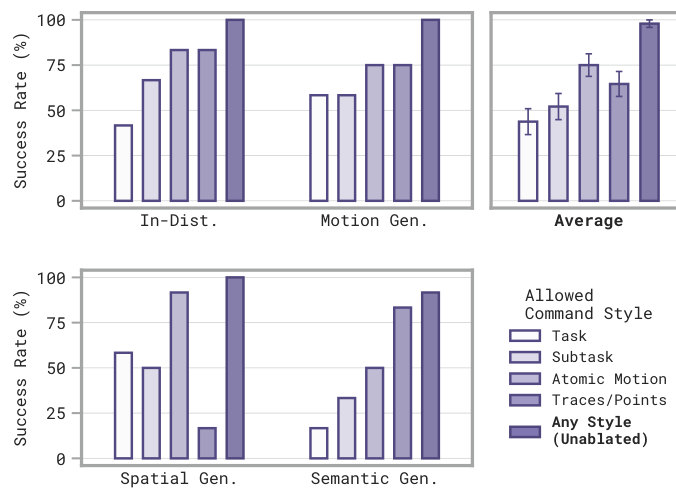 Success Rate (%)
100
75
50
25
0
In-Dist.
Motion Gen.
Average
Success Rate (%)
100
75
50
25
0
Spatial Gen.
Semantic Gen.
Allowed
Command Style
Task
Subtask
Atomic Motion
Traces/Points
Any Style
(Unablated)